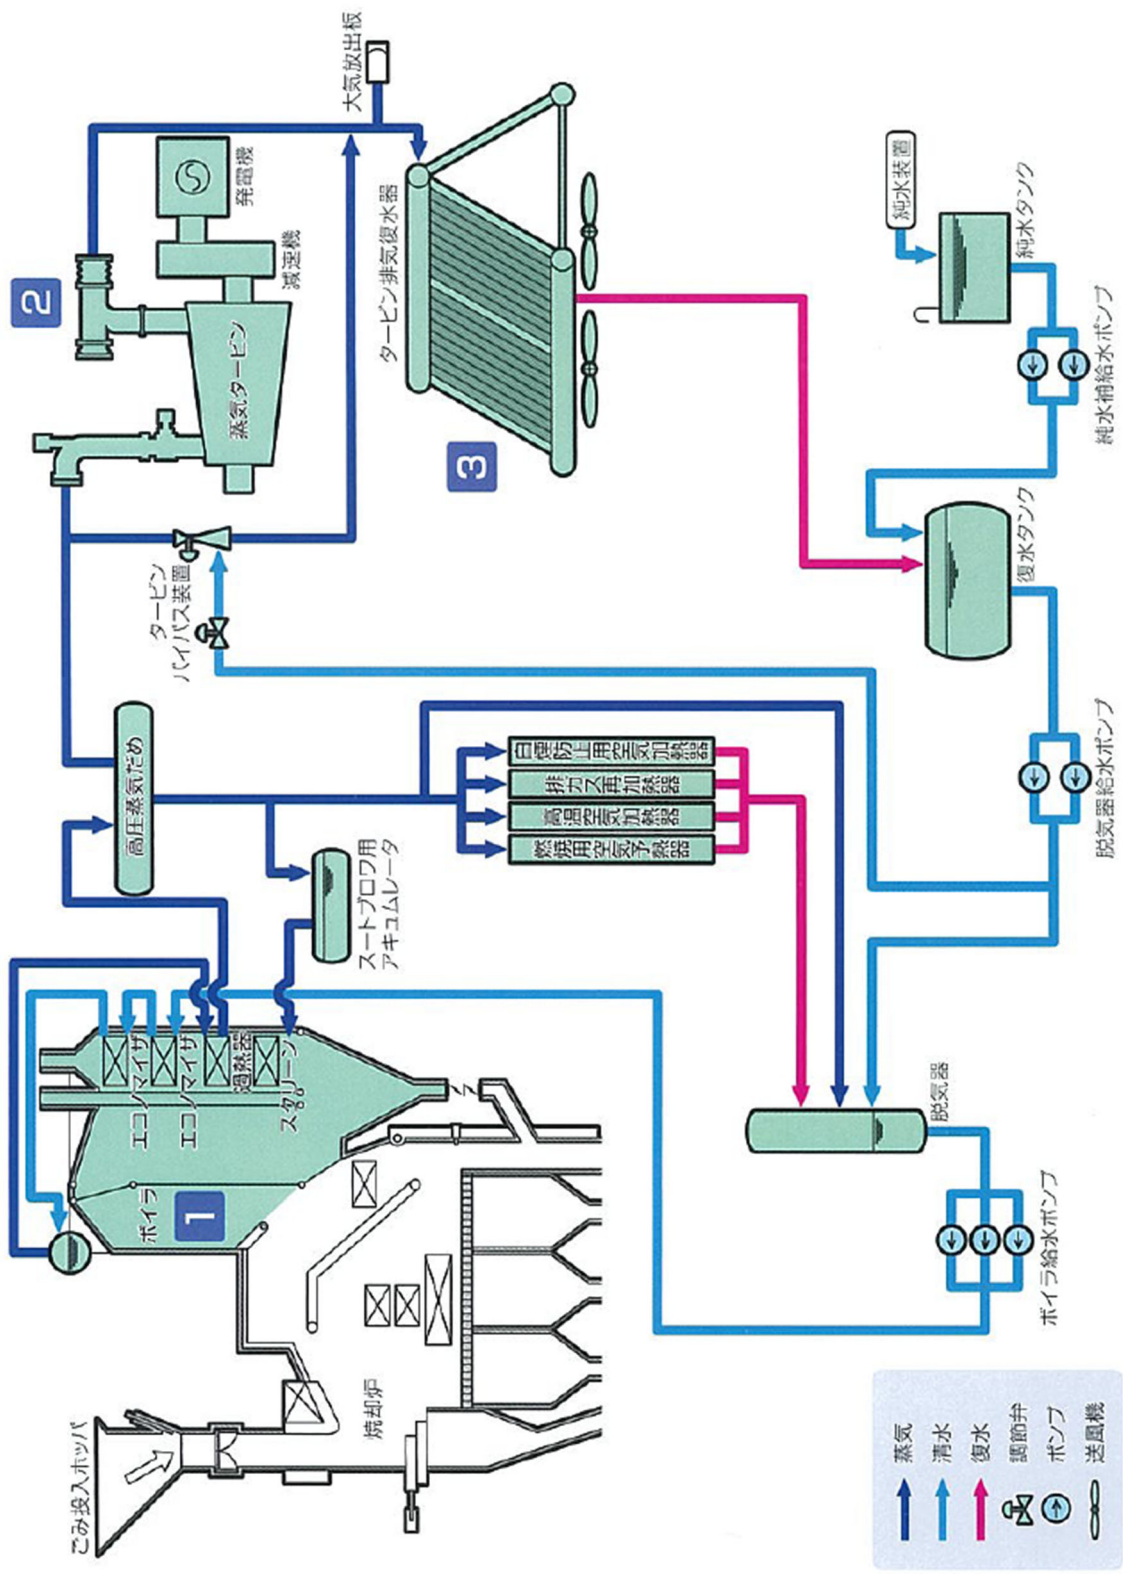 ごみ投入ホッパ
焼却炉
ボイラ
1
エコノマイザ
エコノマイザ
過熱器
スクリーン
高圧蒸気だめ
スートブロワ用
アキュムレータ
タービン
バイパス装置
2
蒸気タービン
減速機
発電機
大気放出板
3
タービン排気復水器
白煙防止用空気加熱器
排ガス再加熱器
高温空気加熱器
燃焼用空気予熱器
純水装置
純水タンク
純水補給水ポンプ
復水タンク
脱気器給水ポンプ
脱気器
ボイラ給水ポンプ
蒸気
清水
復水
調節弁
ポンプ
送風機